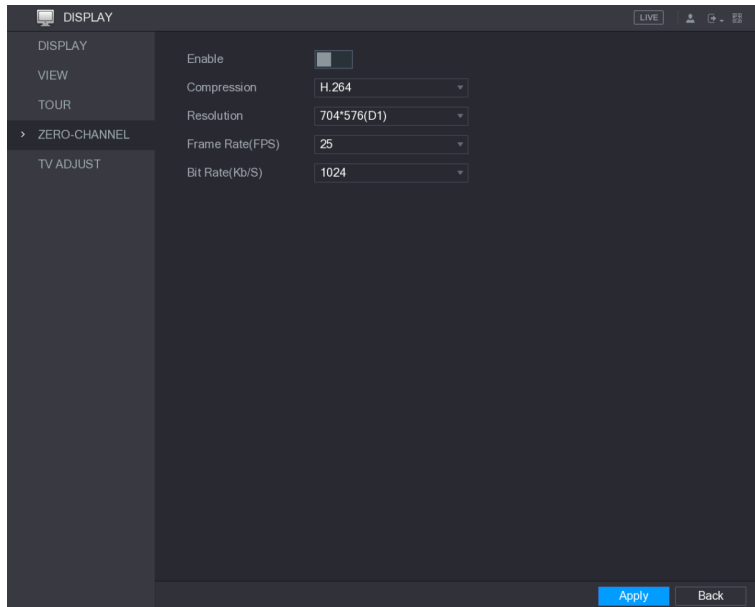 DISPLAY
LIVE
DISPLAY
VIEW
TOUR
> ZERO-CHANNEL
TV ADJUST
Enable
Compression H.264
Resolution 704*576(D1)
Frame Rate(FPS) 25
Bit Rate(Kb/S) 1024
Apply Back